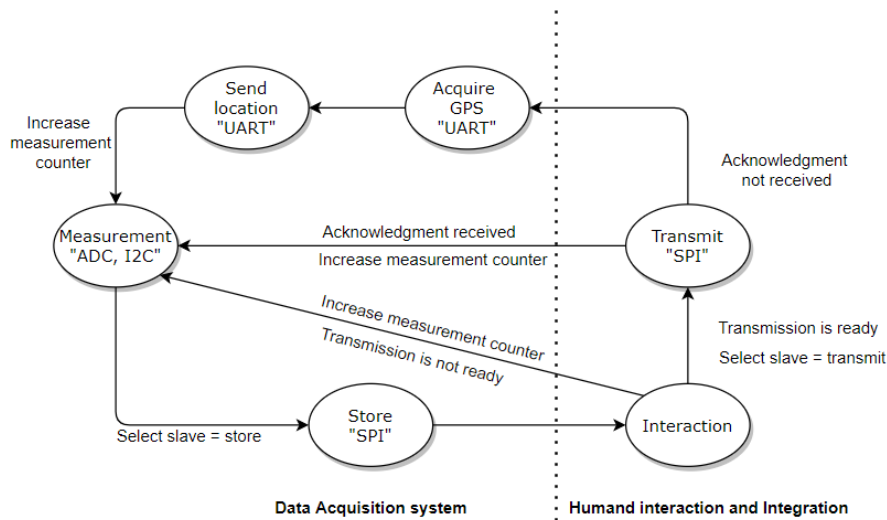 Send
location
"UART"
Acquire
GPS
"UART"
Increase
measurement
counter
Acknowledgment
not received
Measurement
"ADC, I2C"
Acknowledgment received
Increase measurement counter
Transmit
"SPI"
Increase measurement counter
Transmission is not ready
Transmission is ready
Select slave = transmit
Select slave = store
Store
"SPI"
Interaction
Data Acquisition system
Humand interaction and Integration